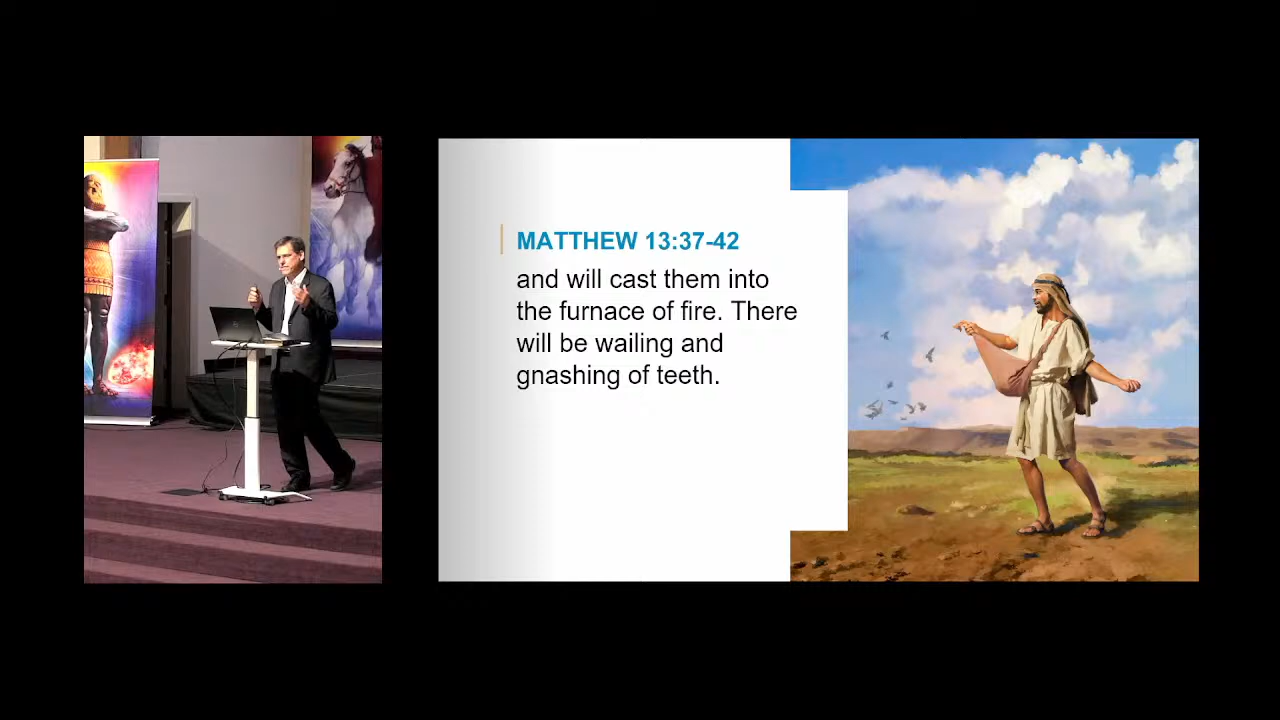 MATTHEW 13:37-42
and will cast them into
the furnace of fire. There
will be wailing and
gnashing of teeth.